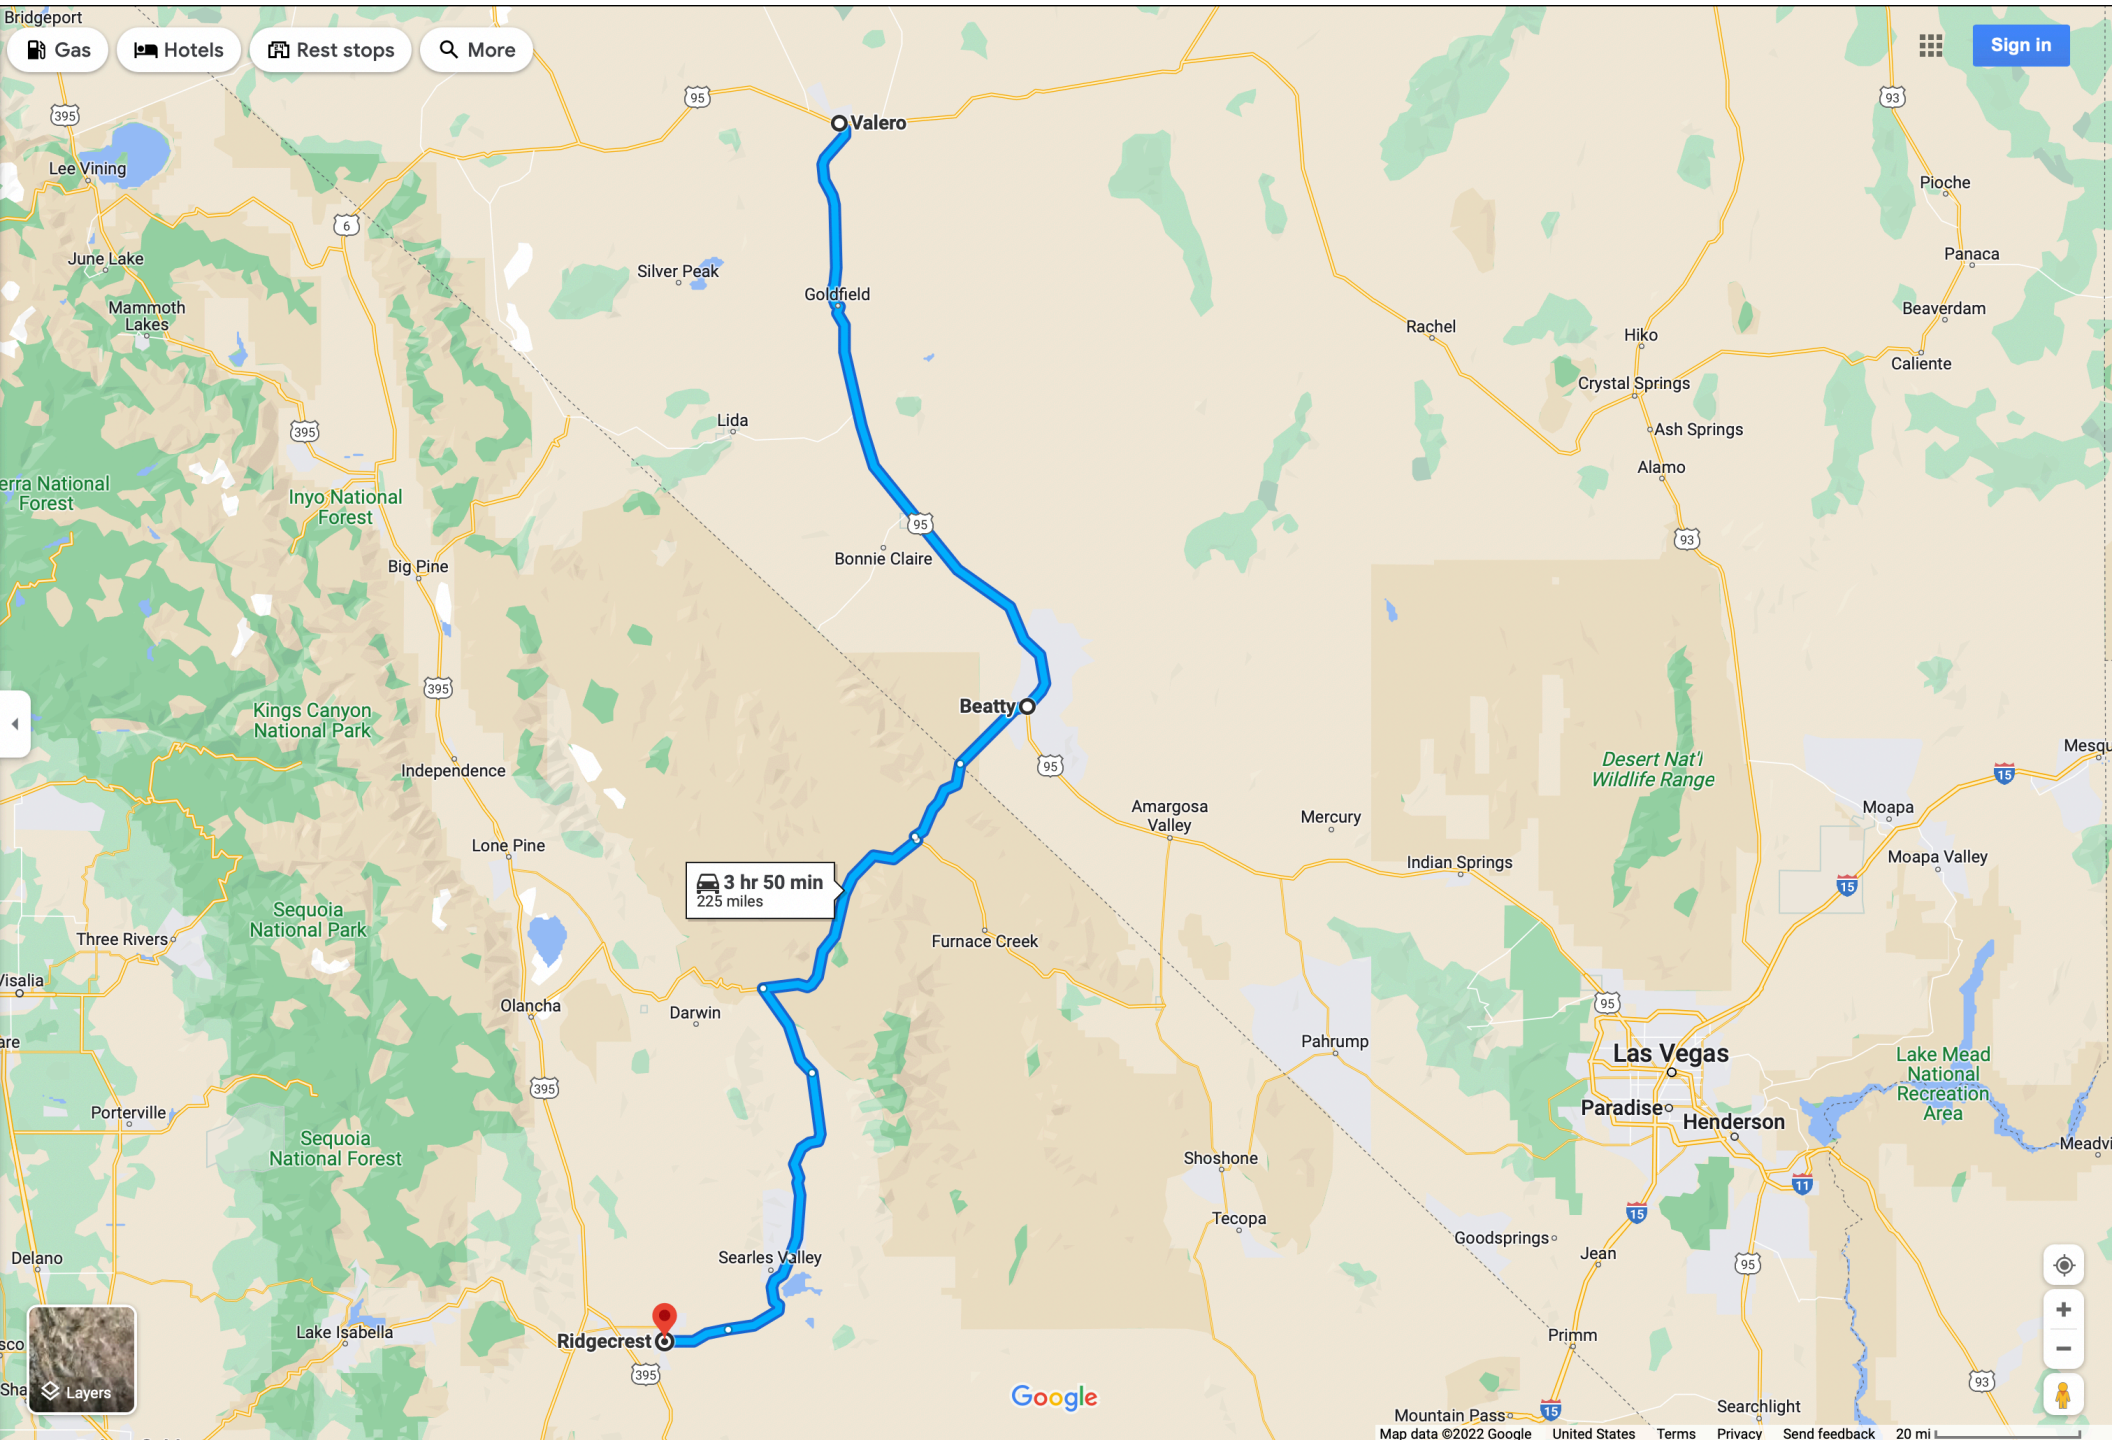 Bridgeport
Gas
Hotels
Rest stops
More
Sign in
95
93
395
Valero
Lee Vining
Pioche
6
June Lake
Silver Peak
Panaca
Goldfield
Mammoth
Lakes
Beaverdam
Rachel
Hiko
Caliente
Crystal Springs
Lida
395
Ash Springs
Alamo
erra National
Forest
Inyo National
Forest
95
93
Bonnie Claire
Big Pine
395
Kings Canyon
National Park
Beatty
Independence
95
Desert Nat'l
Wildlife Range
Mesqu
15
Amargosa
Valley
Mercury
Moapa
Lone Pine
Indian Springs
Moapa Valley
3 hr 50 min
225 miles
15
Sequoia
National Park
Three Rivers
Furnace Creek
Visalia
Olancha
Darwin
95
are
Pahrump
Las Vegas
Lake Mead
National
Recreation
Area
395
Porterville
Paradise
Henderson
Sequoia
National Forest
Meadvi
Shoshone
11
15
Tecopa
Goodsprings
Delano
Searles Valley
Jean
95
Lake Isabella
Ridgecrest
Primm
sco
395
Google
Sha
Layers
93
15
Mountain Pass
Searchlight
Map data ©2022 Google
United States
Terms
Privacy
Send feedback
20 mi